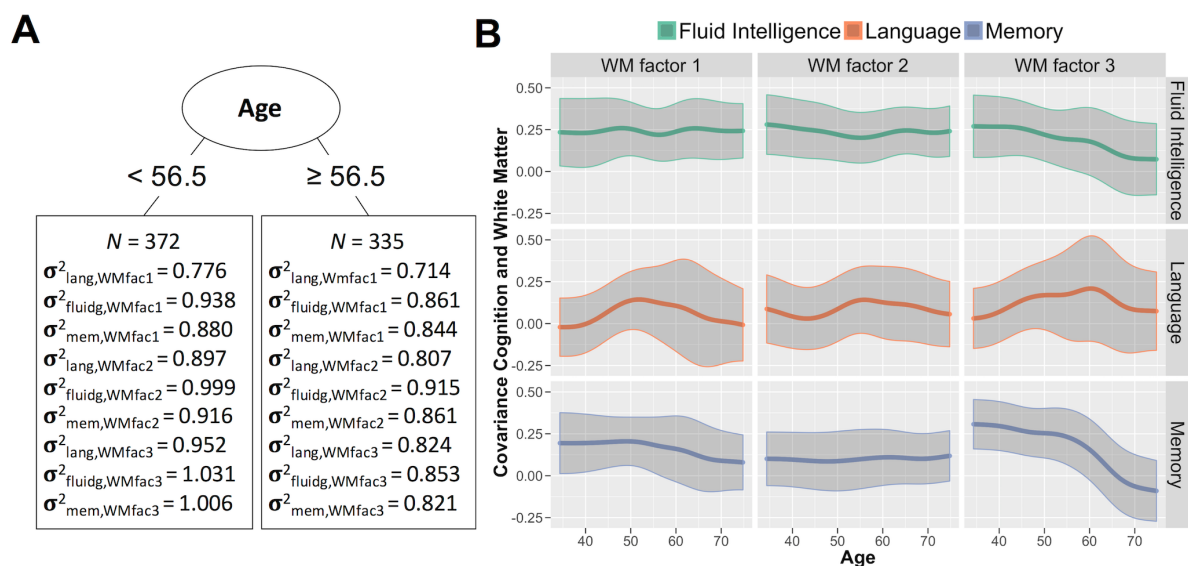 A
Age
< 56.5
≥ 56.5
N = 372
σ²lang,WMfac1 = 0.776
σ²fluidg,WMfac1 = 0.938
σ²mem,WMfac1 = 0.880
σ²lang,WMfac2 = 0.897
σ²fluidg,WMfac2 = 0.999
σ²mem,WMfac2 = 0.916
σ²lang,WMfac3 = 0.952
σ²fluidg,WMfac3 = 1.031
σ²mem,WMfac3 = 1.006
N = 335
σ²lang,Wmfac1 = 0.714
σ²fluidg,WMfac1 = 0.861
σ²mem,WMfac1 = 0.844
σ²lang,WMfac2 = 0.807
σ²fluidg,WMfac2 = 0.915
σ²mem,WMfac2 = 0.861
σ²lang,WMfac3 = 0.824
σ²fluidg,WMfac3 = 0.853
σ²mem,WMfac3 = 0.821
B
Fluid Intelligence Language Memory
WM factor 1 WM factor 2 WM factor 3
Covariance Cognition and White Matter
0.50
0.25
0.00
-0.25
Fluid Intelligence
0.50
0.25
0.00
-0.25
Language
0.50
0.25
0.00
-0.25
Memory
40 50 60 70 40 50 60 70 40 50 60 70
Age